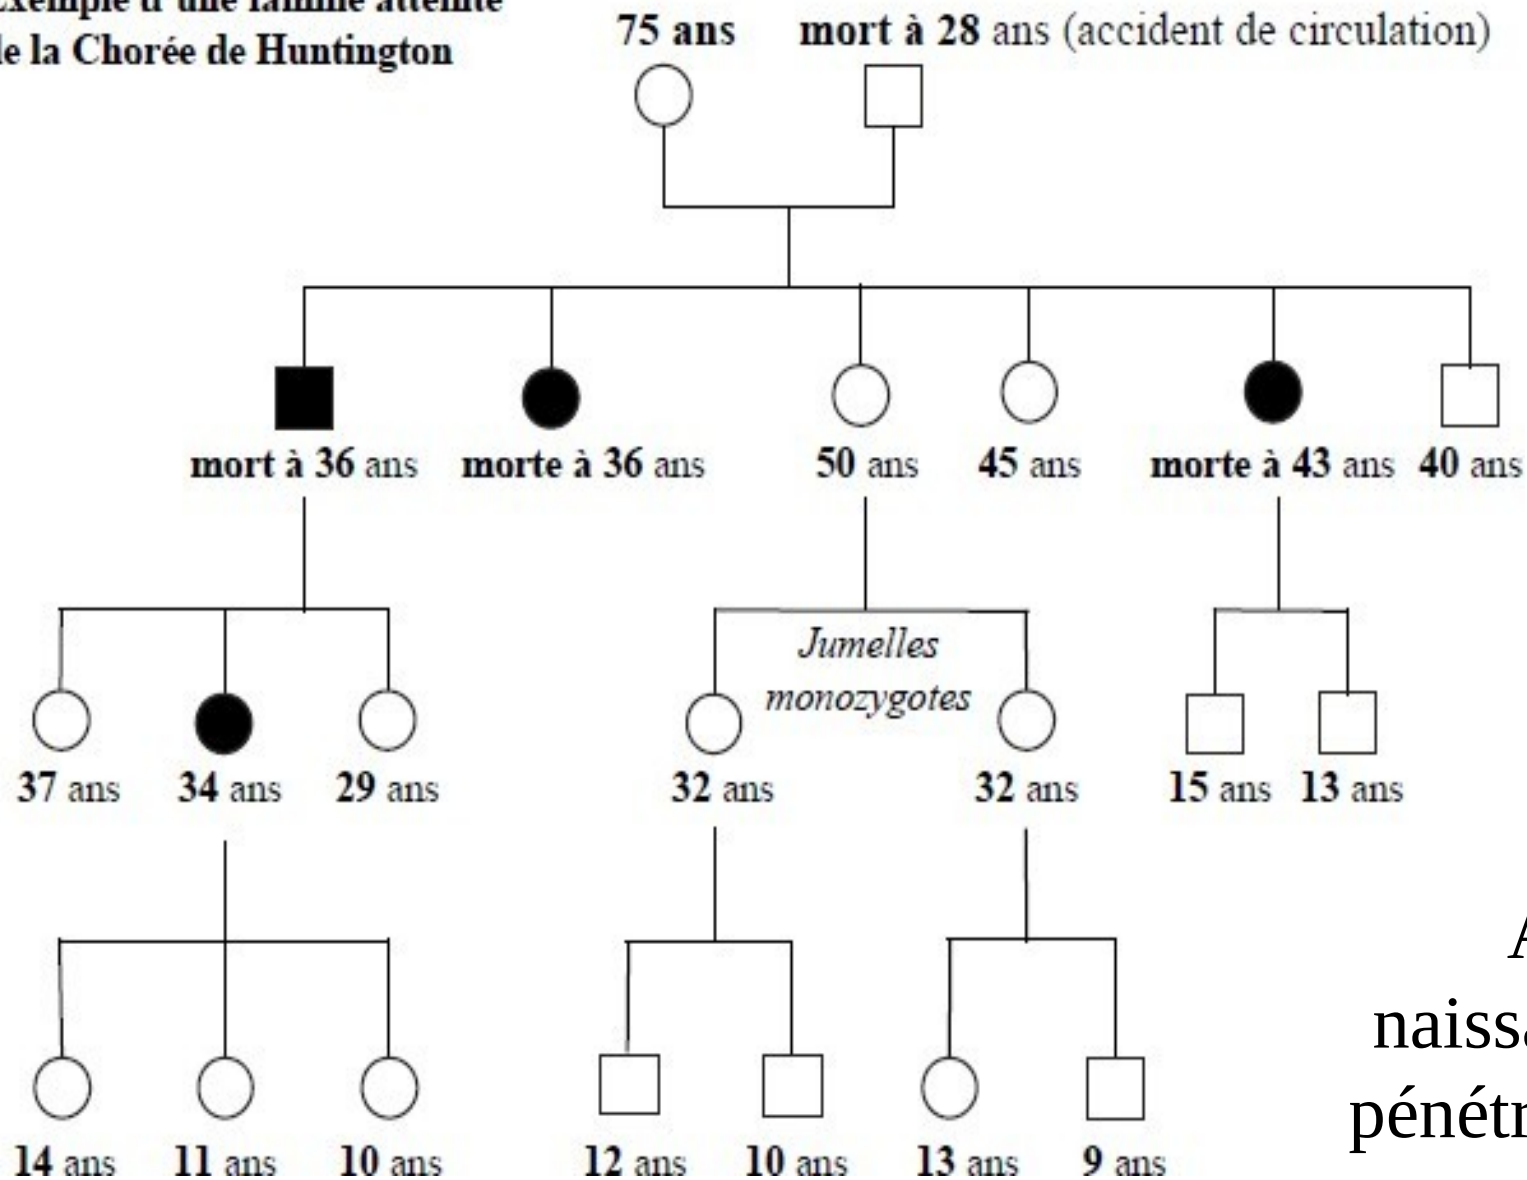 Exemple d'une famille atteinte
de la Chorée de Huntington
75 ans mort à 28 ans (accident de circulation)
mort à 36 ans morte à 36 ans 50 ans 45 ans morte à 43 ans 40 ans
Jumelles
monozygotes
37 ans 34 ans 29 ans 32 ans 32 ans 15 ans 13 ans
A
naissa
pénétr
14 ans 11 ans 10 ans 12 ans 10 ans 13 ans 9 ans